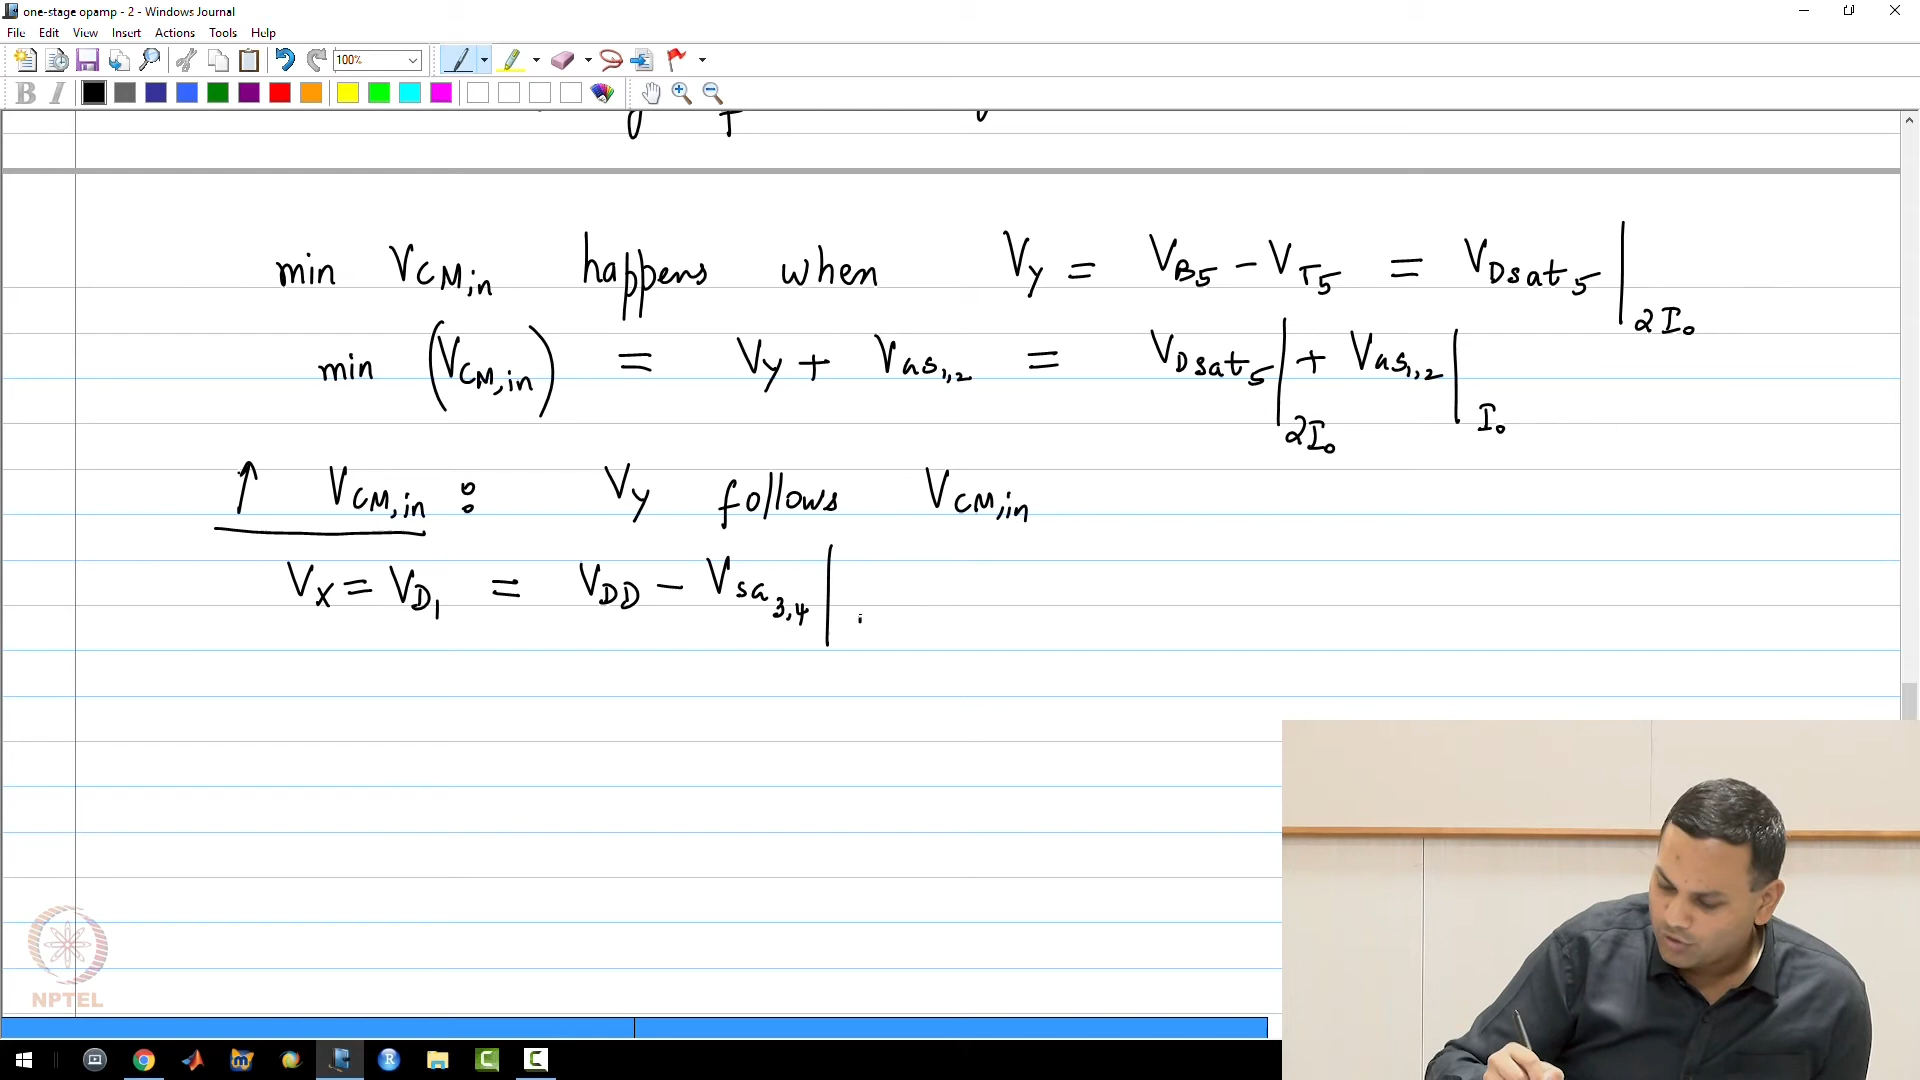 one-stage opamp - 2 - Windows Journal
File Edit View Insert Actions Tools Help
100%
B I
min V_CM,in happens when V_y = V_B5 - V_T5 = V_Dsat5 |_2I₀
min (V_CM,in) = V_y + V_GS1,2 = V_Dsat5 |_2I₀ + V_GS1,2 |_I₀
↑ V_CM,in : V_y follows V_CM,in
V_X = V_D1 = V_DD - V_SG3,4 |
NPTEL